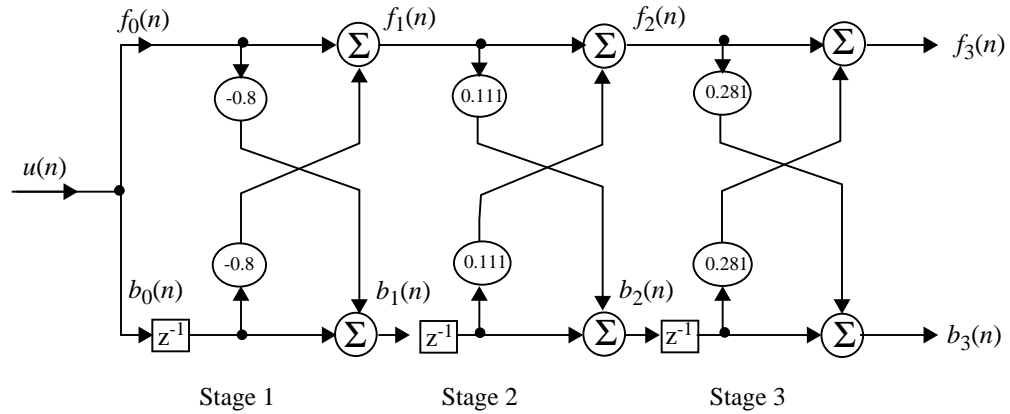 f0(n) f1(n) f2(n) f3(n)
Σ Σ Σ
-0.8 0.111 0.281
u(n)
-0.8 0.111 0.281
b0(n) b1(n) b2(n) b3(n)
z-1 Σ z-1 Σ z-1 Σ
Stage 1 Stage 2 Stage 3